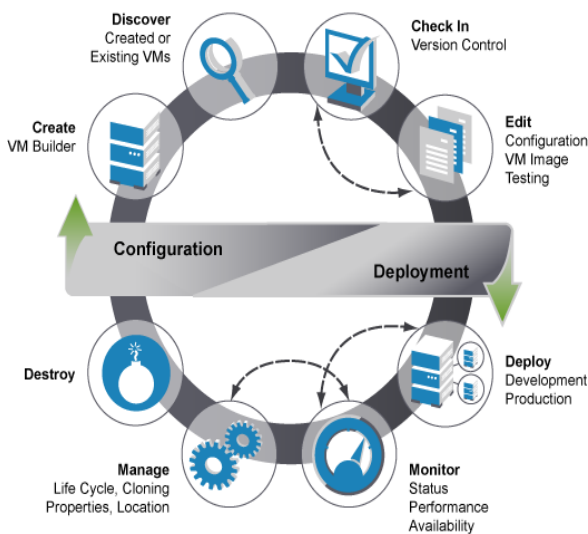 Discover
Created or
Existing VMs
Check In
Version Control
Create
VM Builder
Edit
Configuration
VM Image
Testing
Configuration
Deployment
Destroy
Deploy
Development
Production
Manage
Life Cycle, Cloning
Properties, Location
Monitor
Status
Performance
Availability